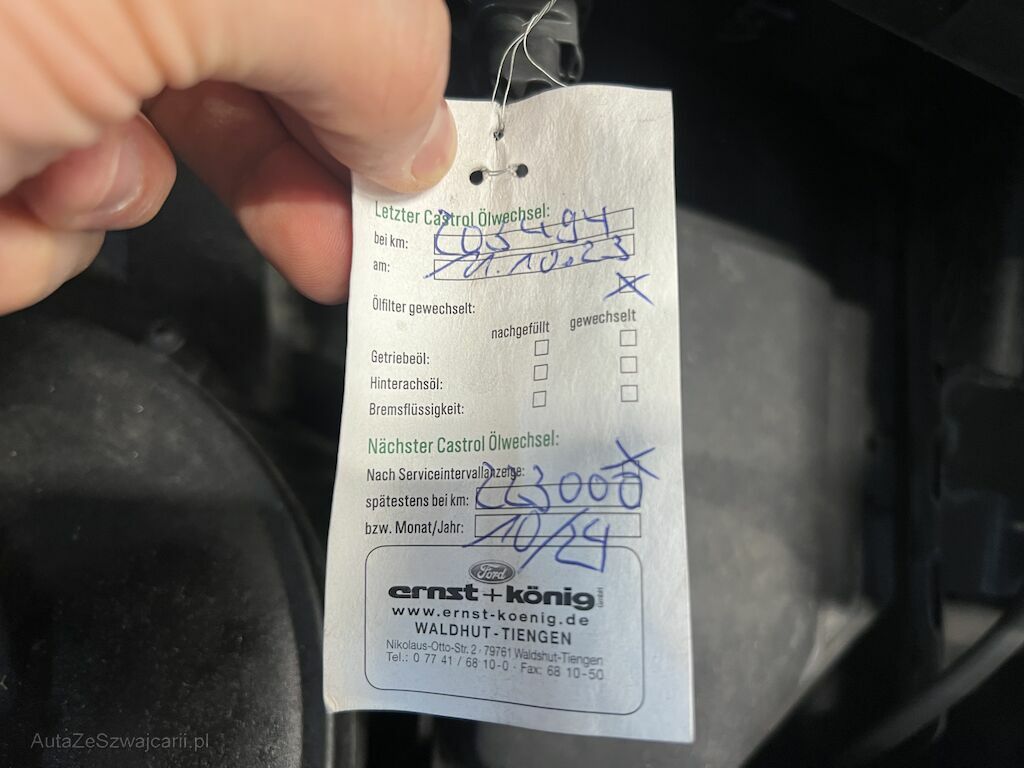 Letzter Castrol Ölwechsel:
bei km: 205494
am: 11.10.23
Ölfilter gewechselt: X
nachgefüllt gewechselt
Getriebeöl:
Hinterachsöl:
Bremsflüssigkeit:
Nächster Castrol Ölwechsel:
Nach Serviceintervallanzeige: X
spätestens bei km: 223000
bzw. Monat/Jahr: 10/24
Ford
ernst+könig GmbH
www.ernst-koenig.de
WALDHUT-TIENGEN
Nikolaus-Otto-Str. 2 · 79761 Waldshut-Tiengen
Tel.: 0 77 41 / 68 10-0 · Fax: 68 10-50
AutaZeSzwajcarii.pl